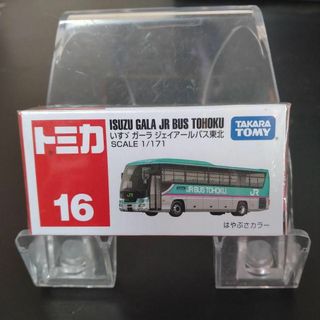 トミカ
16
ISUZU GALA JR BUS TOHOKU
いすゞ ガーラ ジェイアールバス東北
SCALE 1/171
TAKARA
TOMY
JR BUS TOHOKU
JR
はやぶさカラー